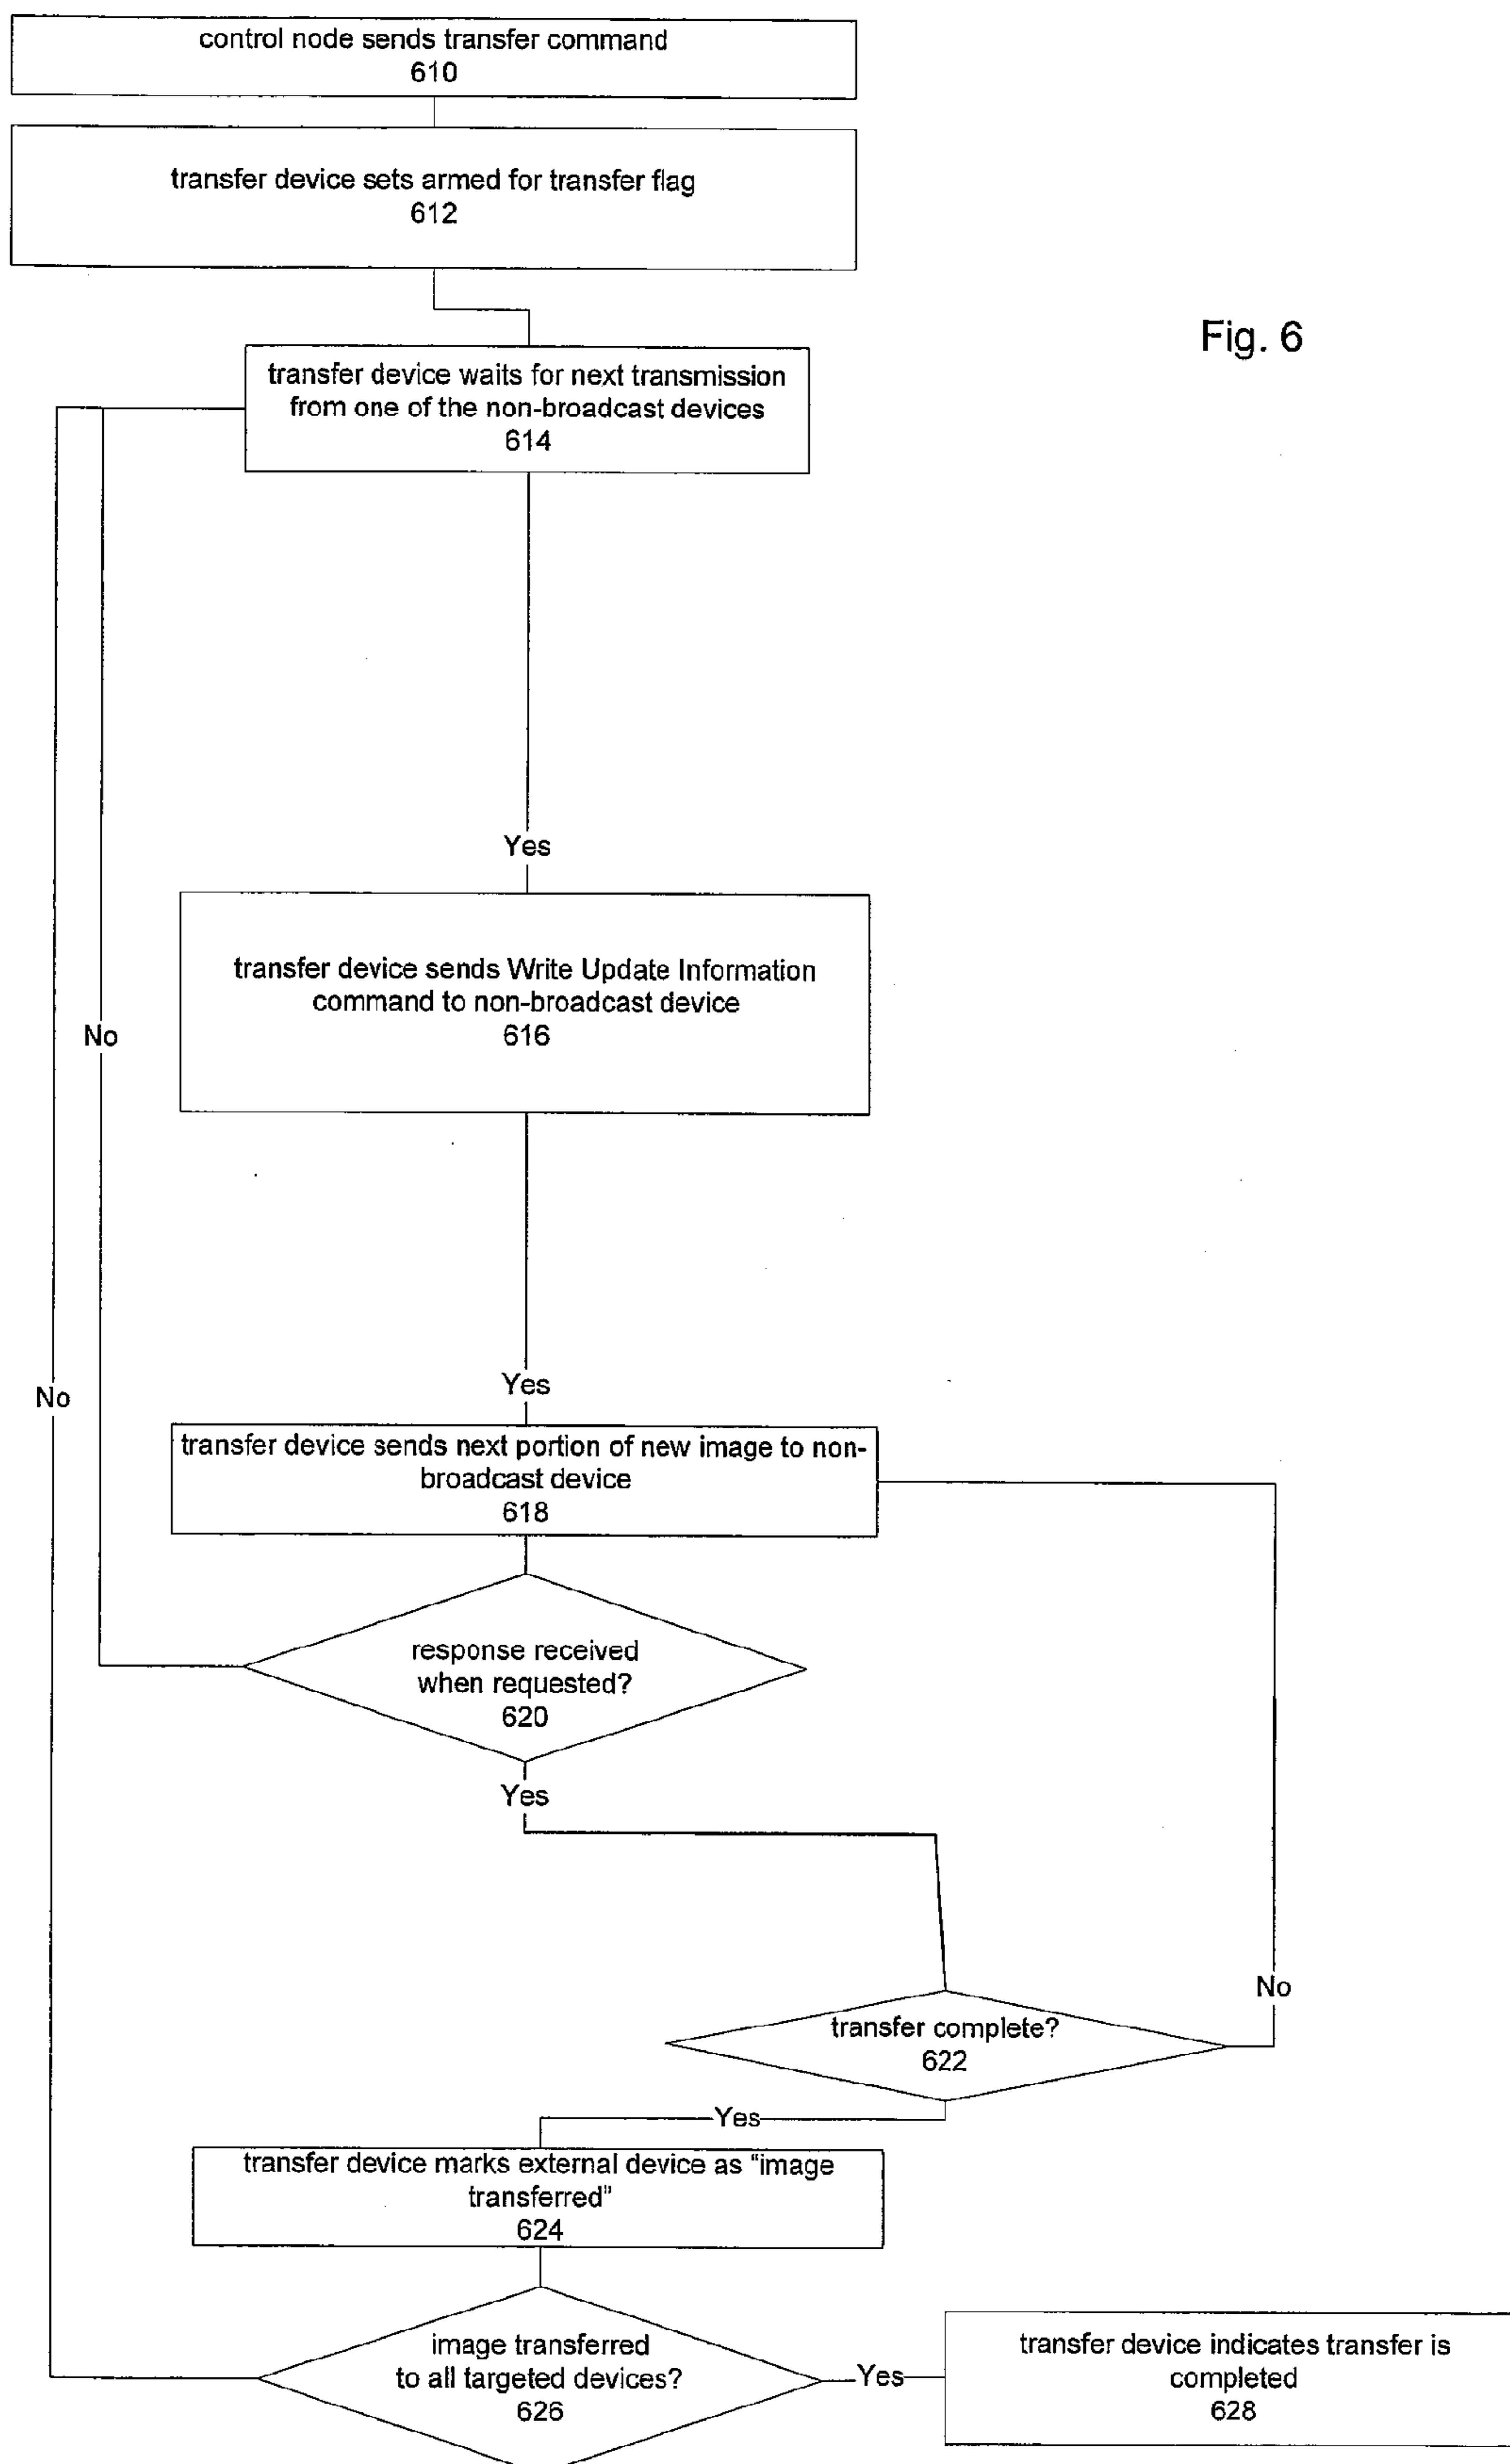 control node sends transfer command
610
transfer device sets armed for transfer flag
612
Fig. 6
transfer device waits for next transmission
from one of the non-broadcast devices
614
Yes
transfer device sends Write Update Information
command to non-broadcast device
616
No
Yes
No
transfer device sends next portion of new image to non-
broadcast device
618
response received
when requested?
620
Yes
No
transfer complete?
622
Yes
transfer device marks external device as "image
transferred"
624
image transferred
to all targeted devices?
626
Yes
transfer device indicates transfer is
completed
628